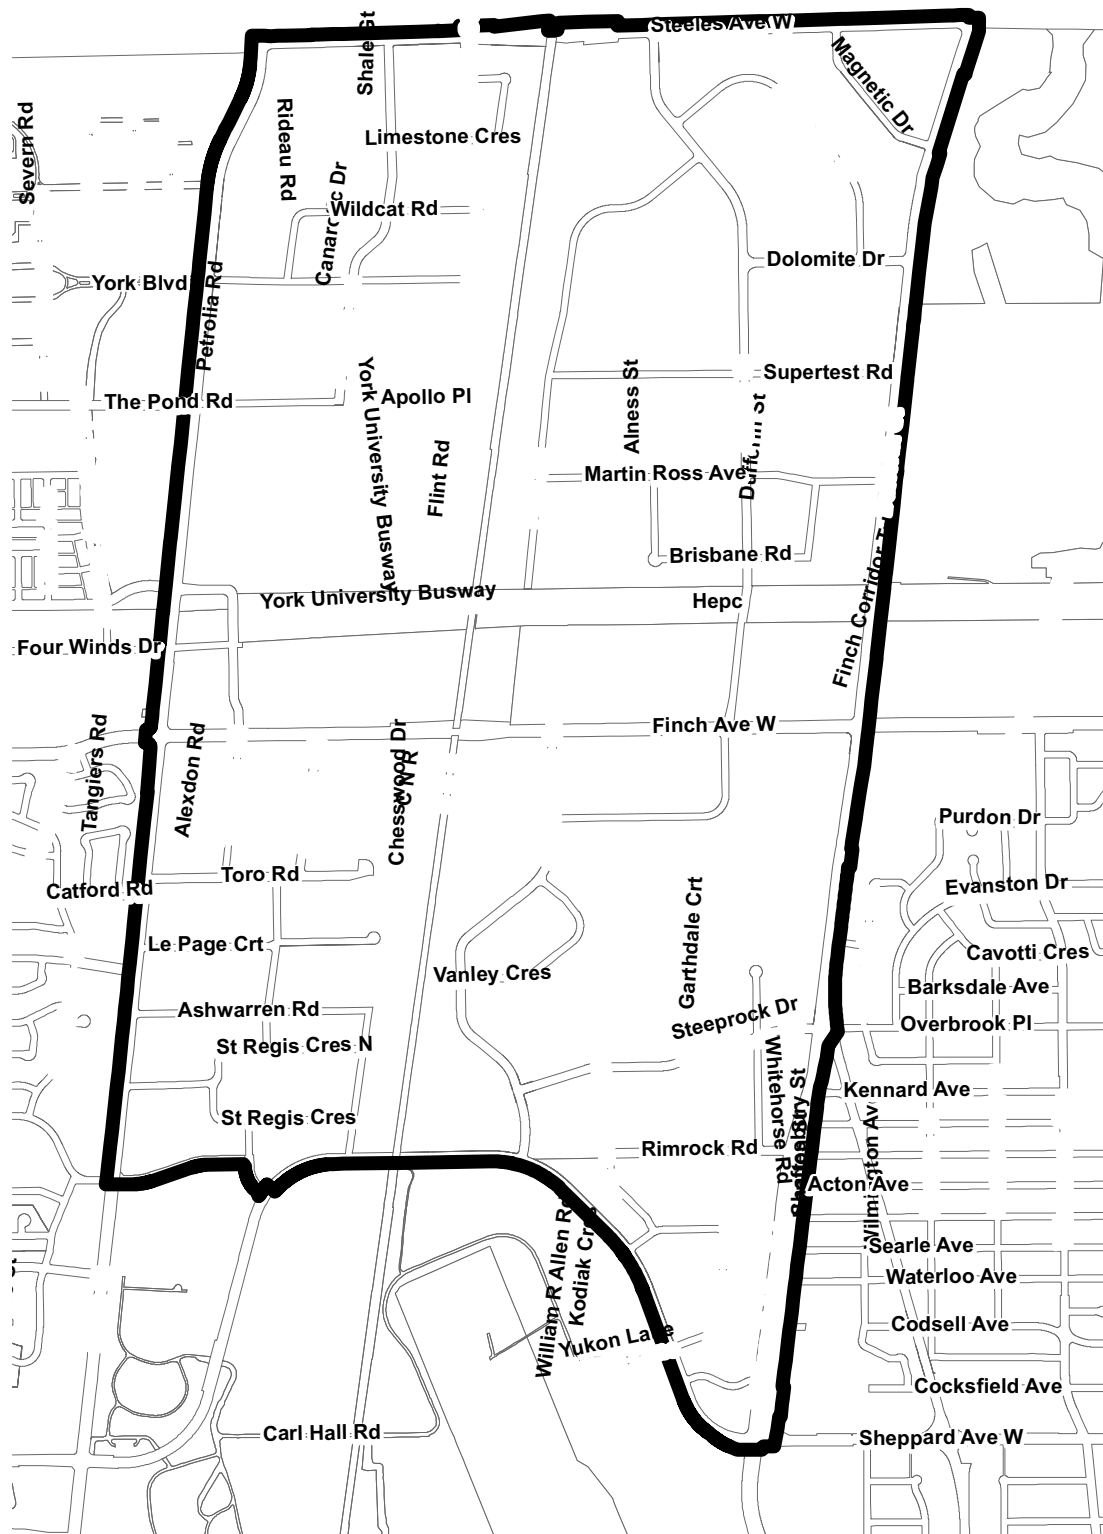 Steeles Ave W
Shale St
Magnetic Dr
Severn Rd
Rideau Rd
Limestone Cres
Canarctic Dr
Wildcat Rd
Dolomite Dr
York Blvd
Petrolia Rd
Supertest Rd
Alness St
Apollo Pl
The Pond Rd
York University Busway
Dufferin St
Flint Rd
Martin Ross Ave
Brisbane Rd
York University Busway
Hepc
Finch Corridor
Four Winds Dr
Finch Ave W
Tangiers Rd
Alexdon Rd
Chesswood Dr
C N R
Purdon Dr
Toro Rd
Catford Rd
Evanston Dr
Garthdale Crt
Le Page Crt
Cavotti Cres
Vanley Cres
Barksdale Ave
Ashwarren Rd
Steeprock Dr
Overbrook Pl
St Regis Cres N
Whitehorse Rd
Kennard Ave
St Regis Cres
Rimrock Rd
Wilmington Av
Acton Ave
William R Allen Rd
Kodiak Cres
Searle Ave
Waterloo Ave
Codsell Ave
Yukon Lane
Cocksfield Ave
Carl Hall Rd
Sheppard Ave W